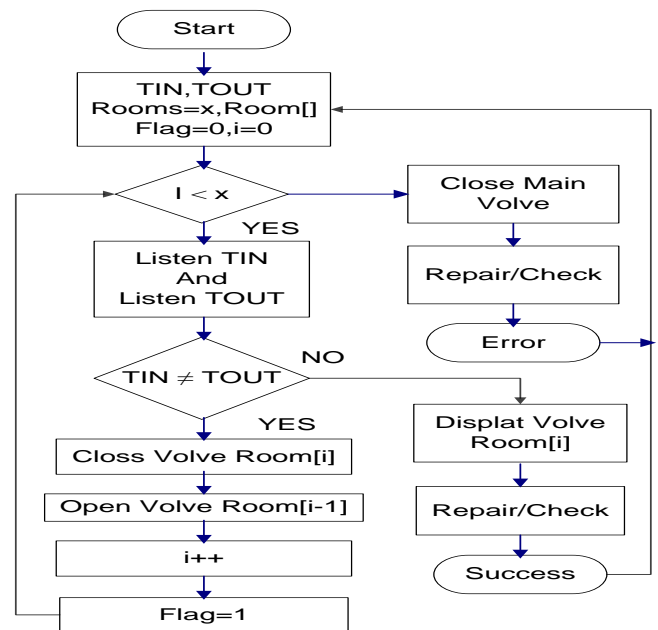 Start
TIN,TOUT
Rooms=x,Room[]
Flag=0,i=0
I < x
YES
Close Main
Volve
Listen TIN
And
Listen TOUT
Repair/Check
Error
TIN ≠ TOUT
NO
YES
Displat Volve
Room[i]
Closs Volve Room[i]
Open Volve Room[i-1]
Repair/Check
i++
Success
Flag=1